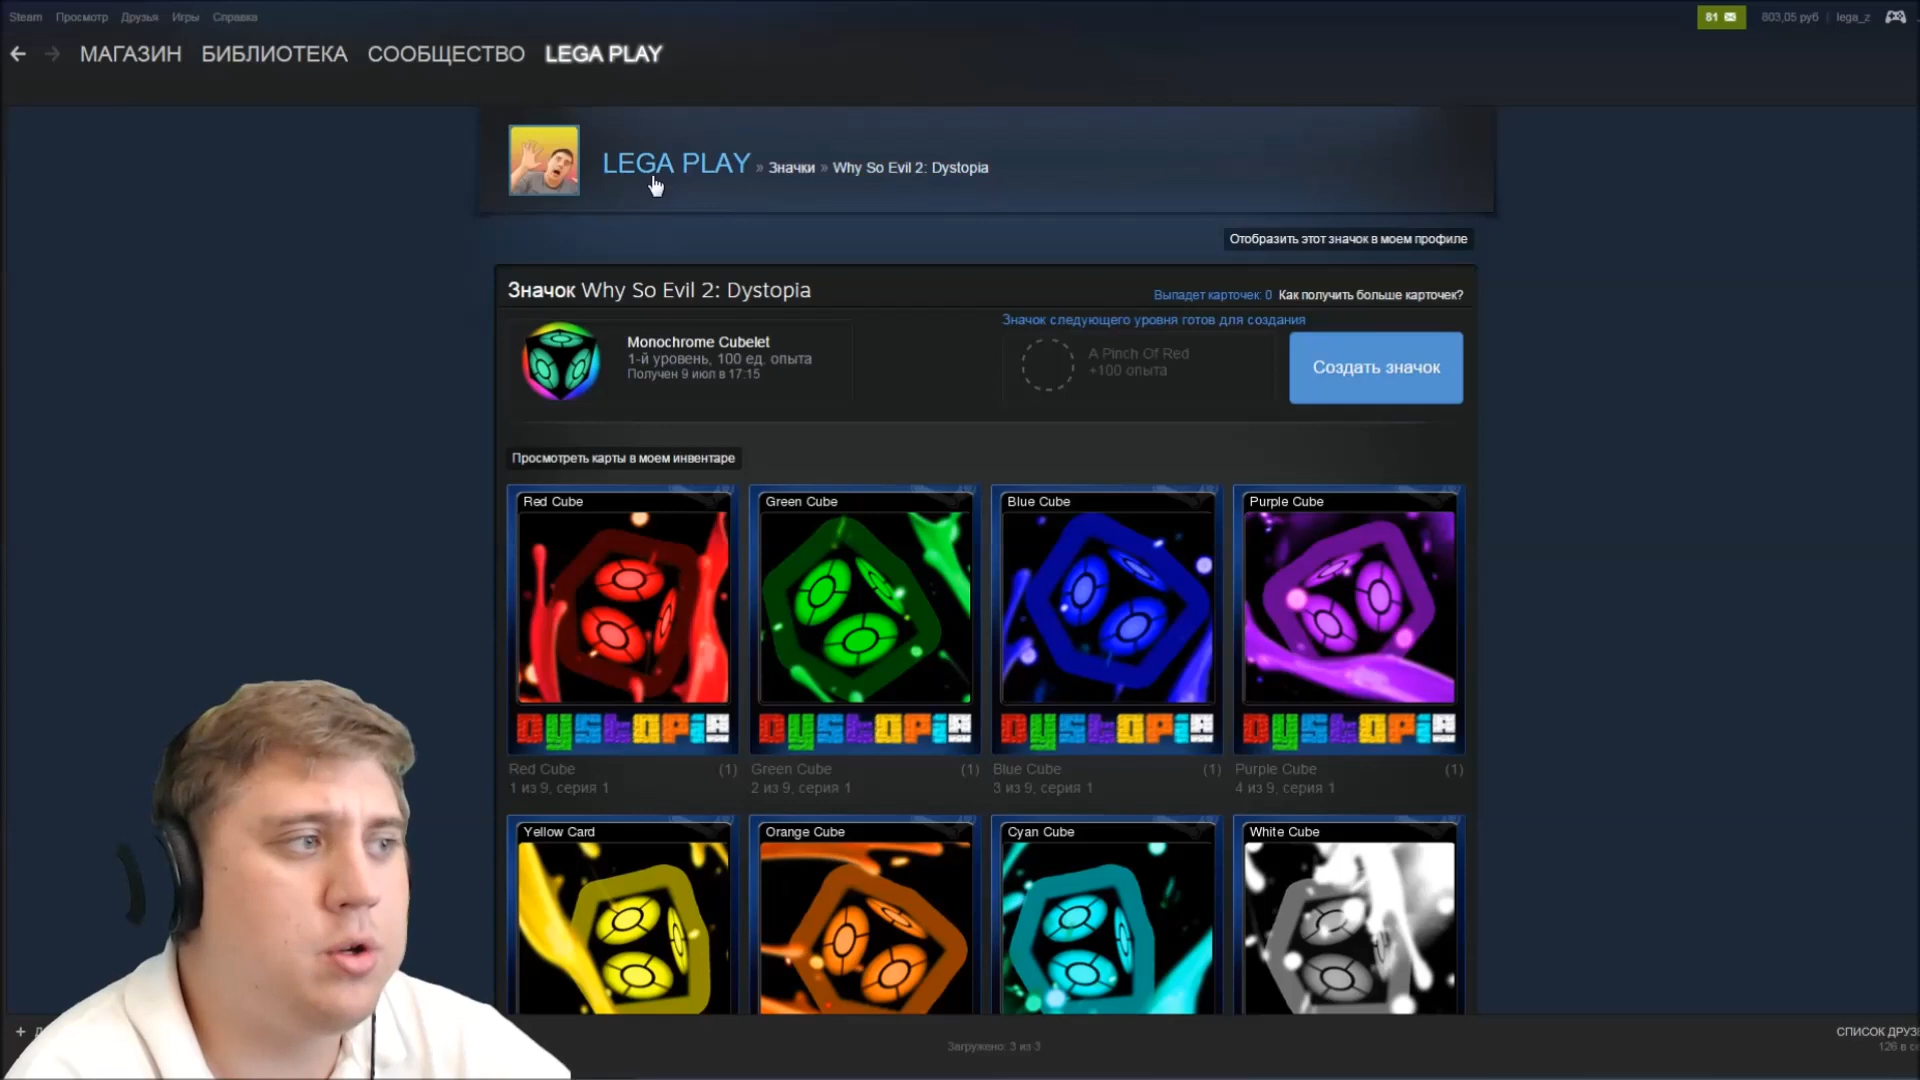 Steam Просмотр Друзья Игры Справка
81 803,05 руб lega_z
МАГАЗИН БИБЛИОТЕКА СООБЩЕСТВО LEGA PLAY
LEGA PLAY » Значки » Why So Evil 2: Dystopia
Отобразить этот значок в моем профиле
Значок Why So Evil 2: Dystopia
Выпадет карточек: 0 Как получить больше карточек?
Значок следующего уровня готов для создания
Monochrome Cubelet
1-й уровень, 100 ед. опыта
Получен 9 июл в 17:15
A Pinch Of Red
+100 опыта
Создать значок
Просмотреть карты в моем инвентаре
Red Cube Green Cube Blue Cube Purple Cube
DYSTOPIA DYSTOPIA DYSTOPIA DYSTOPIA
Red Cube (1) Green Cube (1) Blue Cube (1) Purple Cube (1)
1 из 9, серия 1 2 из 9, серия 1 3 из 9, серия 1 4 из 9, серия 1
Yellow Card Orange Cube Cyan Cube White Cube
Загружено: 3 из 3
СПИСОК ДРУЗЕ
126 в с